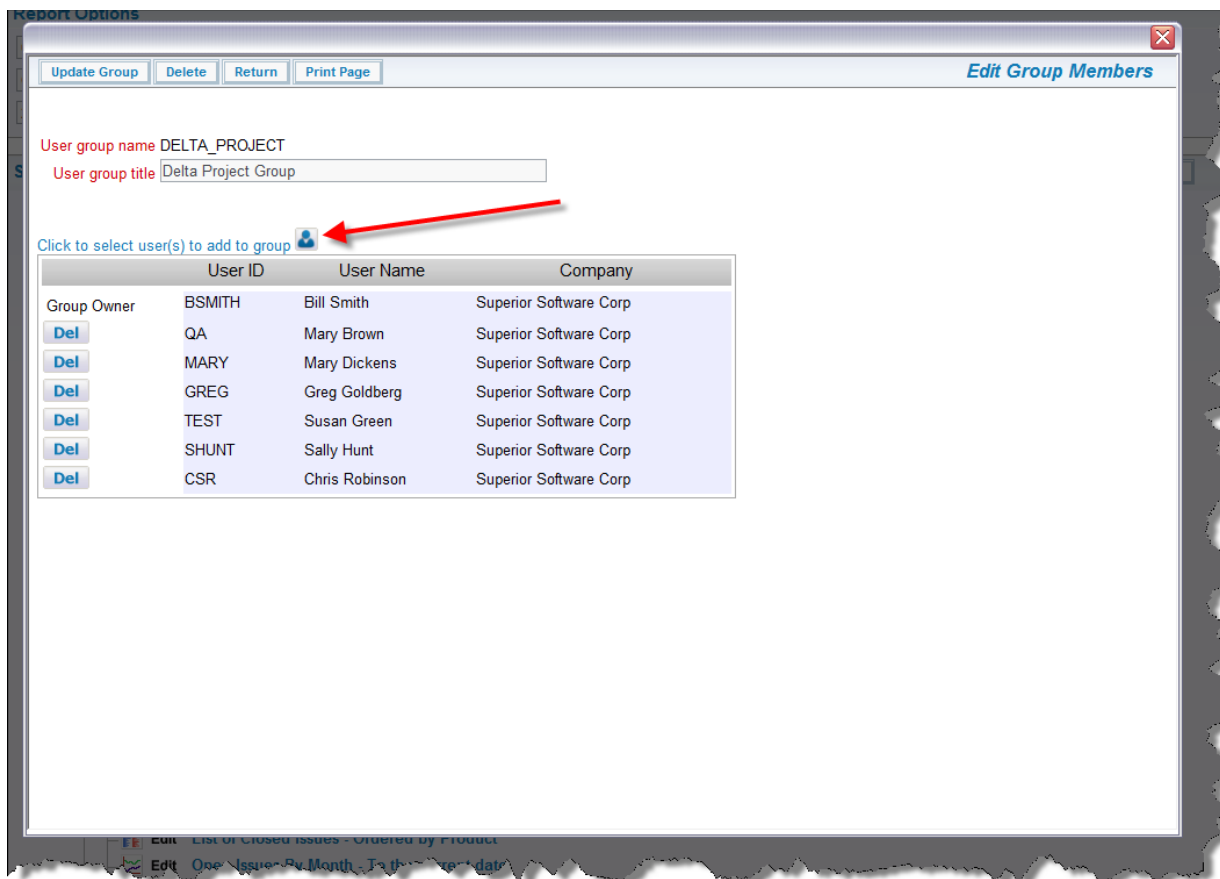 Report Options
Update Group Delete Return Print Page Edit Group Members
User group name DELTA_PROJECT
User group title Delta Project Group
Click to select user(s) to add to group
User ID User Name Company
Group Owner BSMITH Bill Smith Superior Software Corp
Del QA Mary Brown Superior Software Corp
Del MARY Mary Dickens Superior Software Corp
Del GREG Greg Goldberg Superior Software Corp
Del TEST Susan Green Superior Software Corp
Del SHUNT Sally Hunt Superior Software Corp
Del CSR Chris Robinson Superior Software Corp
Edit List of Closed Issues - Ordered by Product
Edit Open Issues By Month - To the current date